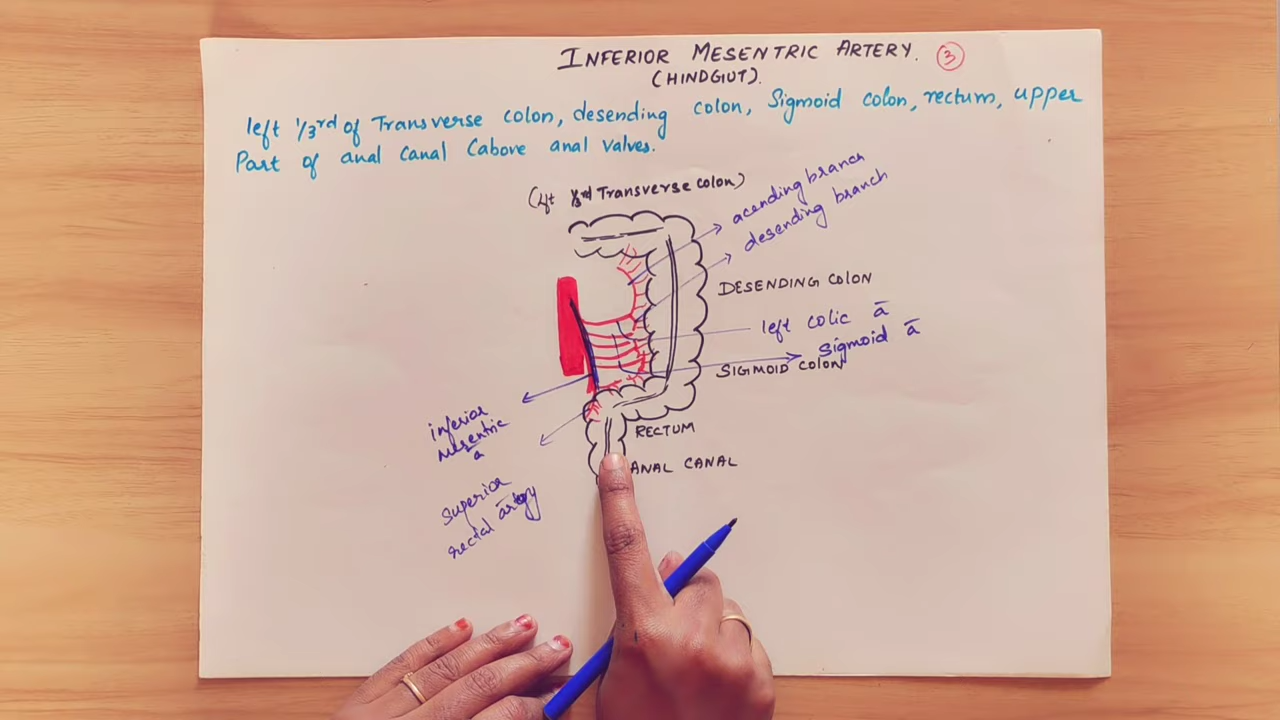 INFERIOR MESENTRIC ARTERY. 3
(HINDGUT).
left 1/3rd of Transverse colon, desending colon, Sigmoid colon, rectum, upper
Part of anal canal Cabove anal valves.
(left 1/3rd Transverse colon)
acending branch
desending branch
DESENDING COLON
left colic ā
Sigmoid ā
SIGMOID COLON
inferior
mesentric
a
RECTUM
ANAL CANAL
superior
rectal artery